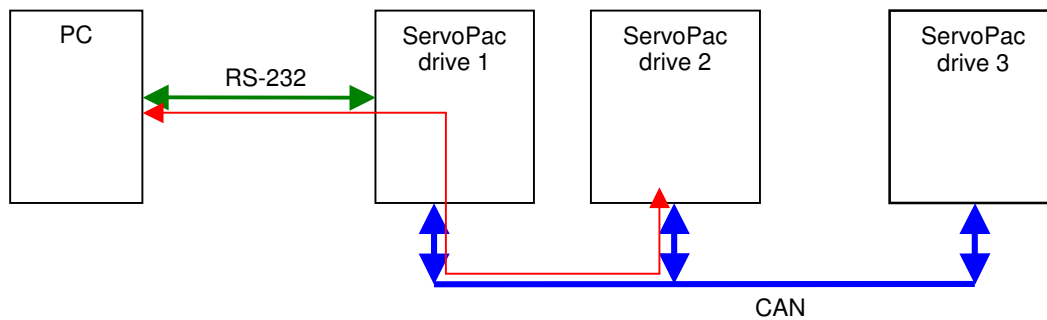 PC
ServoPac
drive 1
ServoPac
drive 2
ServoPac
drive 3
RS-232
CAN